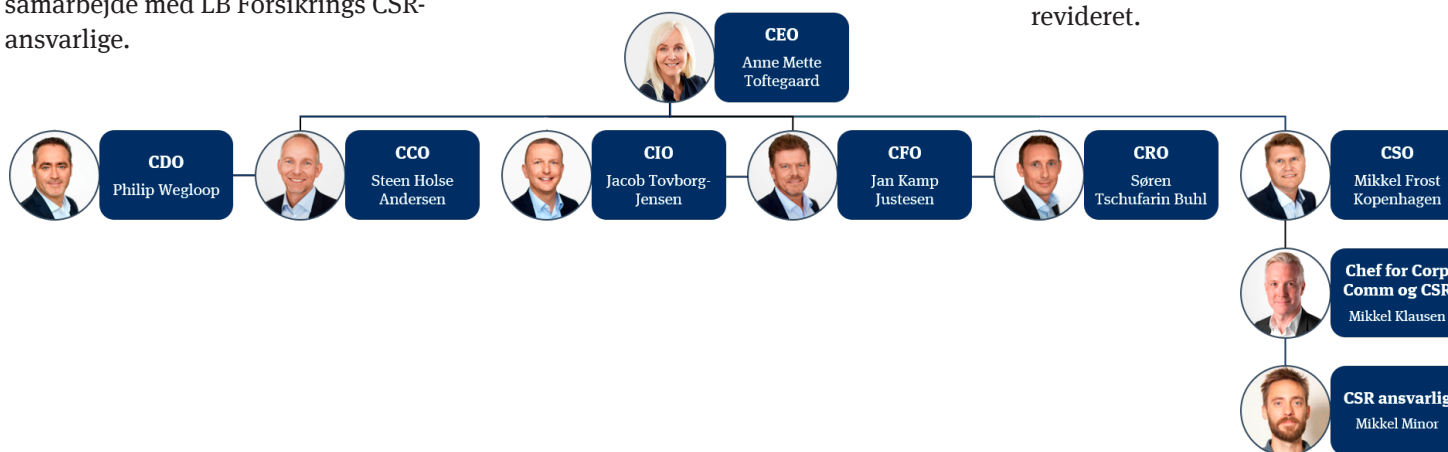 samarbejde med LB Forsikrings CSR-
ansvarlige.
revideret.
CEO
Anne Mette
Toftegaard
CDO
Philip Wegloop
CCO
Steen Holse
Andersen
CIO
Jacob Tovborg-
Jensen
CFO
Jan Kamp
Justesen
CRO
Søren
Tschufarin Buhl
CSO
Mikkel Frost
Kopenhagen
Chef for Corp
Comm og CSR
Mikkel Klausen
CSR ansvarlig
Mikkel Minor